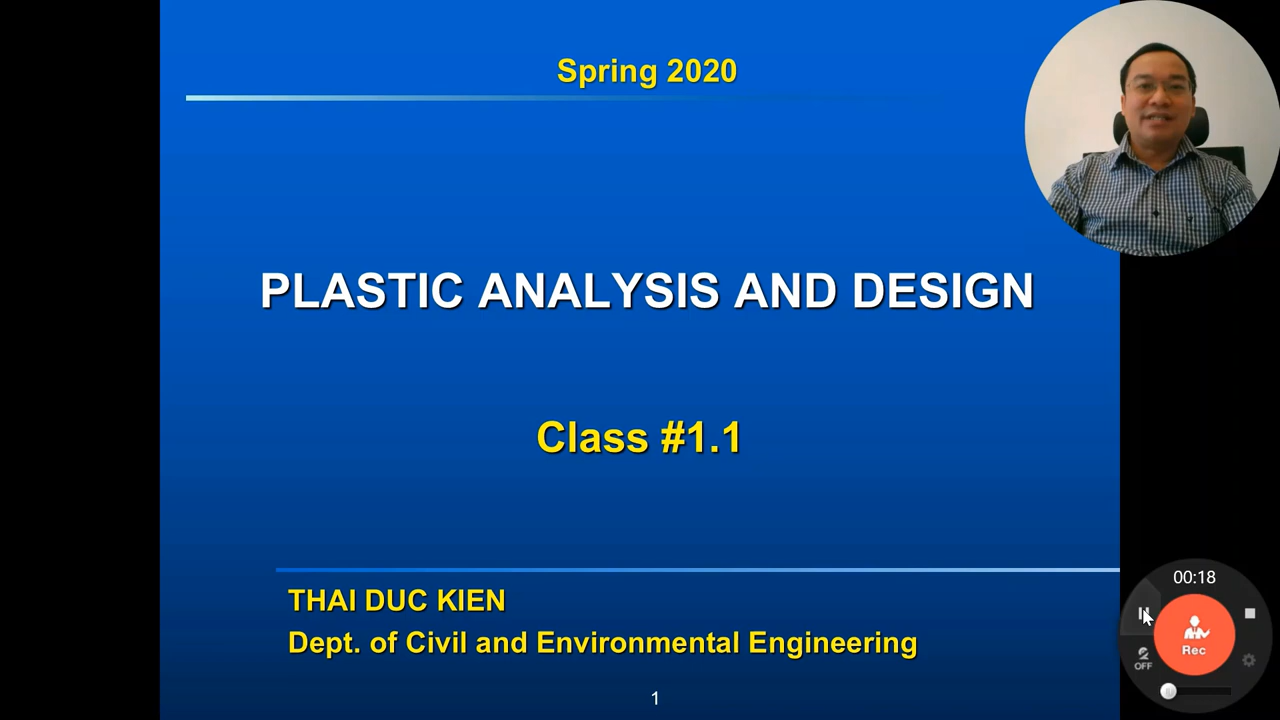 Spring 2020
PLASTIC ANALYSIS AND DESIGN
Class #1.1
THAI DUC KIEN
Dept. of Civil and Environmental Engineering
1
00:18
Rec
OFF